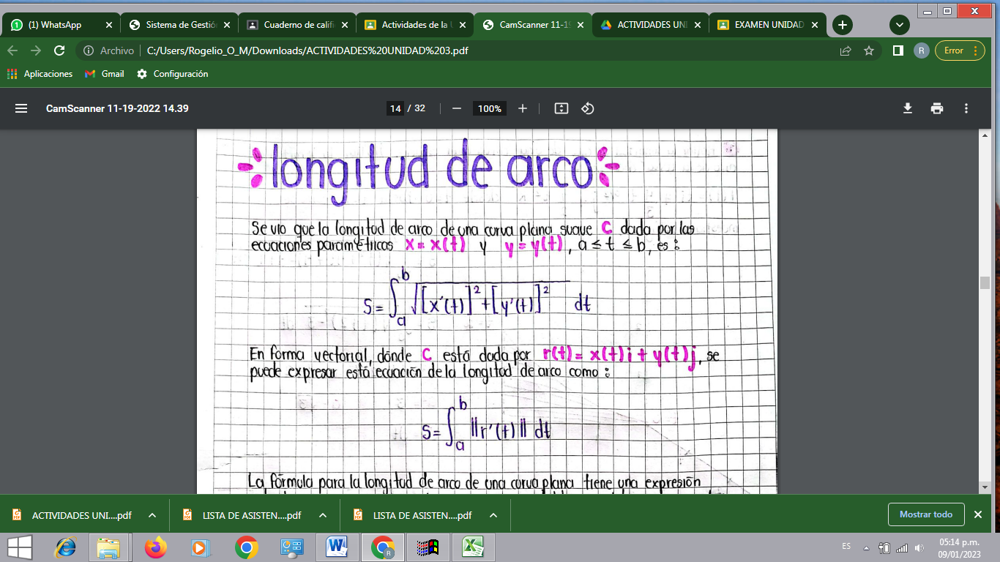 (1) WhatsApp
Sistema de Gestió
Cuaderno de calif
Actividades de la U
CamScanner 11-19
ACTIVIDADES UNI
EXAMEN UNIDAD
Archivo | C:/Users/Rogelio_O_M/Downloads/ACTIVIDADES%20UNIDAD%203.pdf
R
Error
Aplicaciones
Gmail
Configuración
CamScanner 11-19-2022 14.39
14 / 32
100%
longitud de arco
Se vio que la longitud de arco de una curva plana suave C dada por las
ecuaciones paramétricas x = x(t) y y = y(t), a ≤ t ≤ b, es:
S = ∫ₐᵇ √[x'(t)]² + [y'(t)]² dt
En forma vectorial, dónde C está dada por r(t) = x(t)i + y(t)j, se
puede expresar está ecuación de la longitud de arco como:
S = ∫ₐᵇ ||r'(t)|| dt
La fórmula para la longitud de arco de una curva plana tiene una expresión
ACTIVIDADES UNI....pdf
LISTA DE ASISTEN....pdf
LISTA DE ASISTEN....pdf
Mostrar todo
ES
05:14 p.m.
09/01/2023